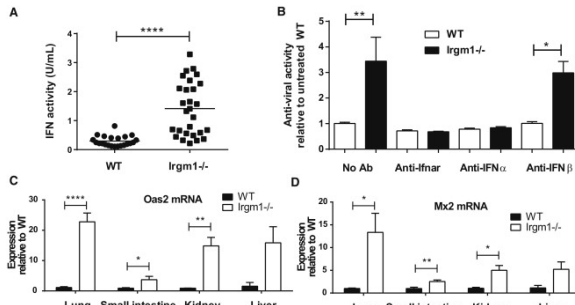 A
****
IFN activity (U/mL)
4
3
2
1
0
WT
Irgm1-/-
B
Anti-viral activity
relative to untreated WT
5
4
3
2
1
0
**
*
WT
Irgm1-/-
No Ab
Anti-Ifnar
Anti-IFNα
Anti-IFNβ
C
Oas2 mRNA
Expression
relative to WT
30
20
10
0
****
*
**
WT
Irgm1-/-
Lung
Small intestine
Kidney
Liver
D
Mx2 mRNA
Expression
relative to WT
20
15
10
5
0
*
**
*
WT
Irgm1-/-